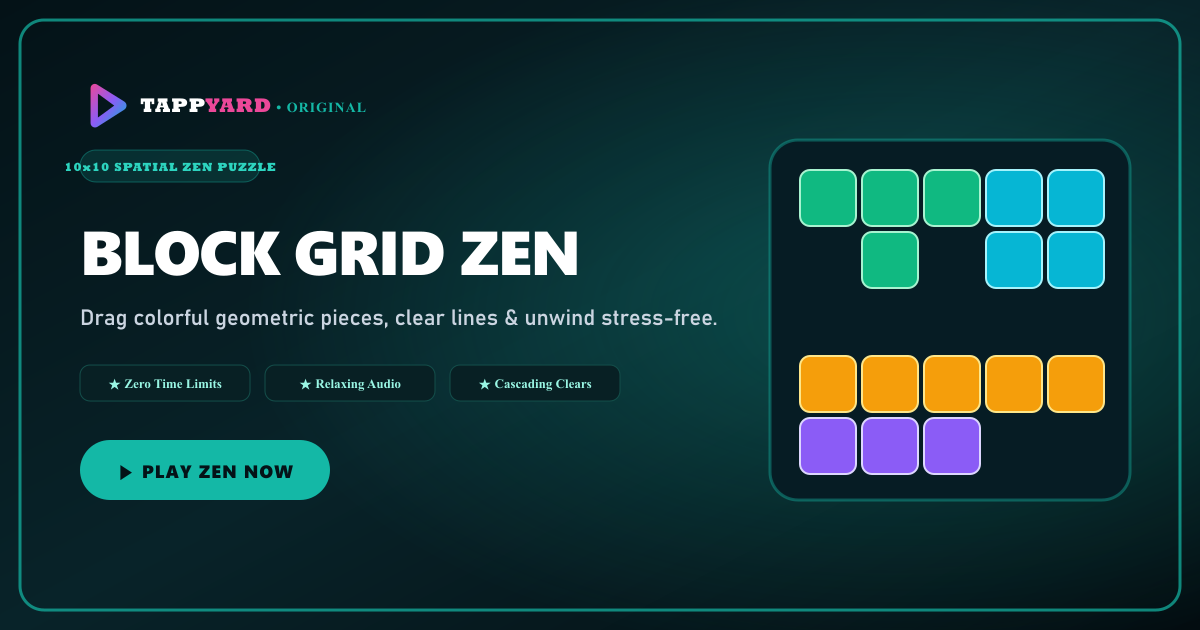 TAPPYARD • ORIGINAL
10x10 SPATIAL ZEN PUZZLE
BLOCK GRID ZEN
Drag colorful geometric pieces, clear lines & unwind stress-free.
★ Zero Time Limits ★ Relaxing Audio ★ Cascading Clears
▶ PLAY ZEN NOW